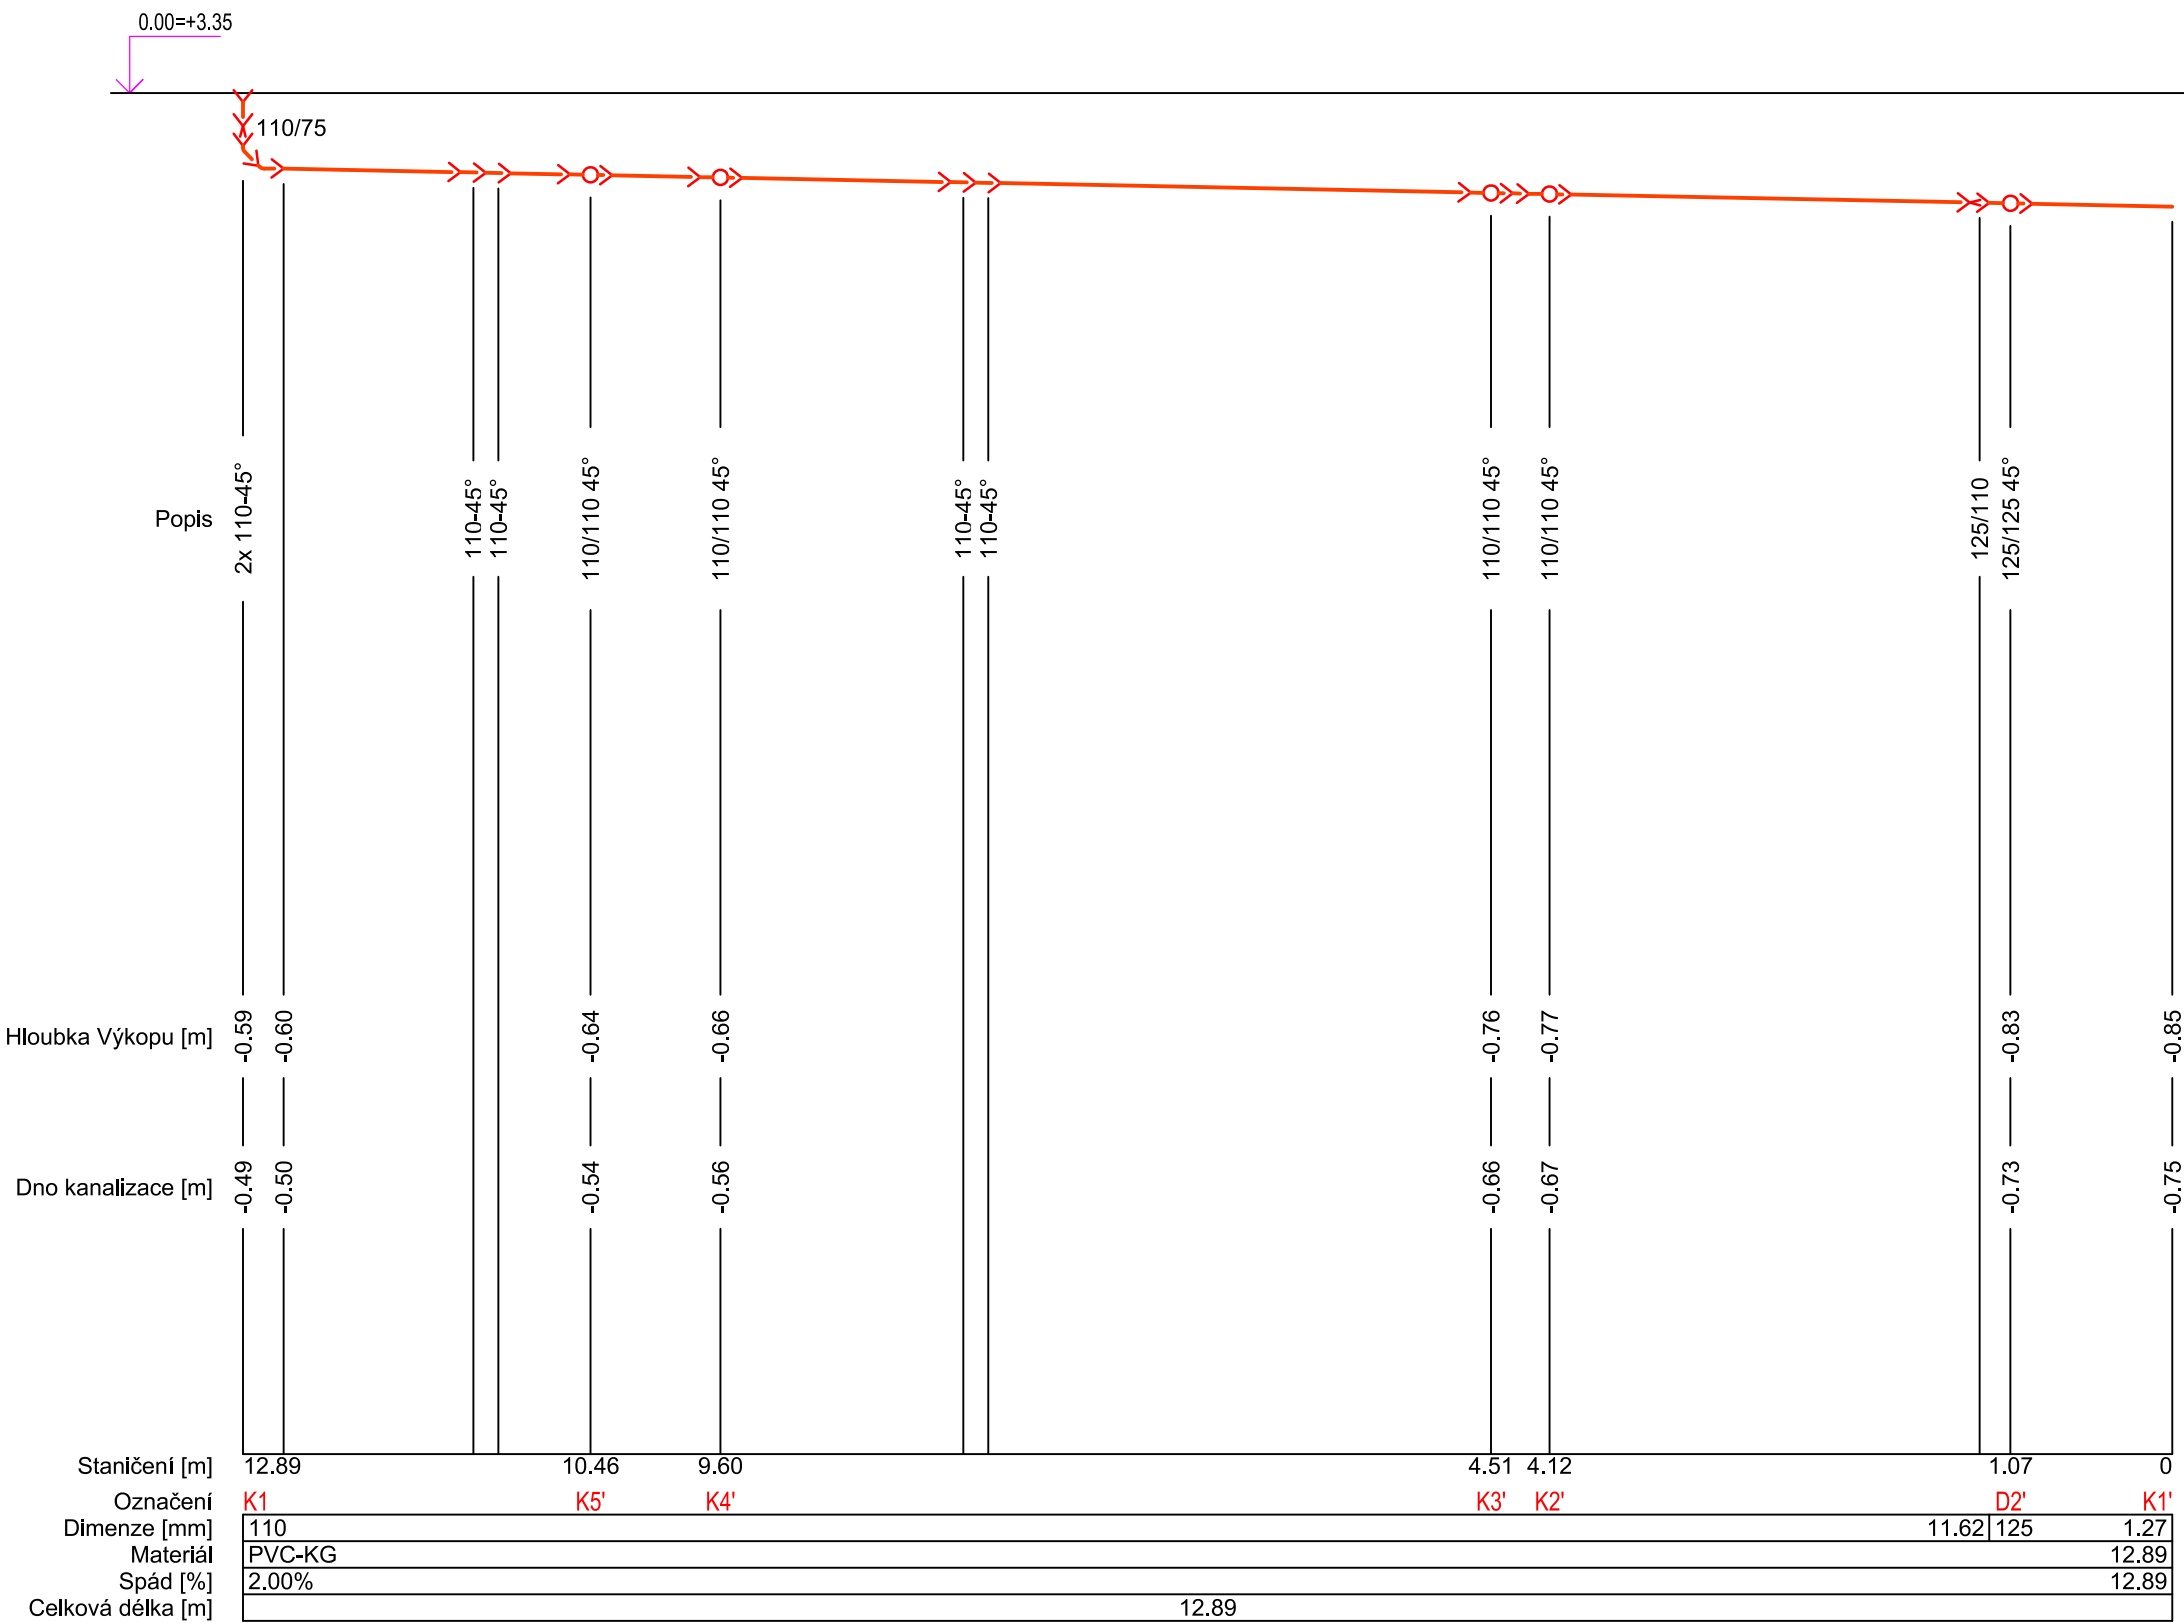 0.00=+3.35
110/75
Popis
2x 110-45°
110-45°
110-45°
110/110 45°
110/110 45°
110-45°
110-45°
110/110 45°
110/110 45°
125/110
125/125 45°
Hloubka Výkopu [m] -0.59 -0.60 -0.64 -0.66 -0.76 -0.77 -0.83 -0.85
Dno kanalizace [m] -0.49 -0.50 -0.54 -0.56 -0.66 -0.67 -0.73 -0.75
Staničení [m] 12.89 10.46 9.60 4.51 4.12 1.07 0
Označení K1 K5' K4' K3' K2' D2' K1'
Dimenze [mm] 110 11.62 125 1.27
Materiál PVC-KG 12.89
Spád [%] 2.00% 12.89
Celková délka [m] 12.89